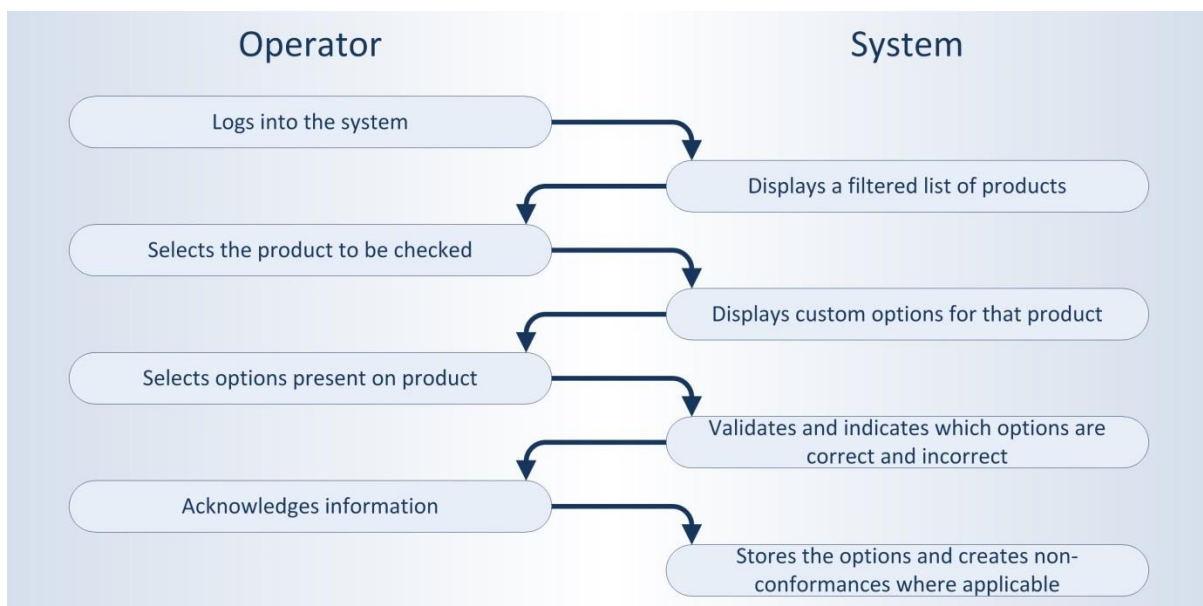 Operator
System
Logs into the system
Displays a filtered list of products
Selects the product to be checked
Displays custom options for that product
Selects options present on product
Validates and indicates which options are
correct and incorrect
Acknowledges information
Stores the options and creates non-
conformances where applicable